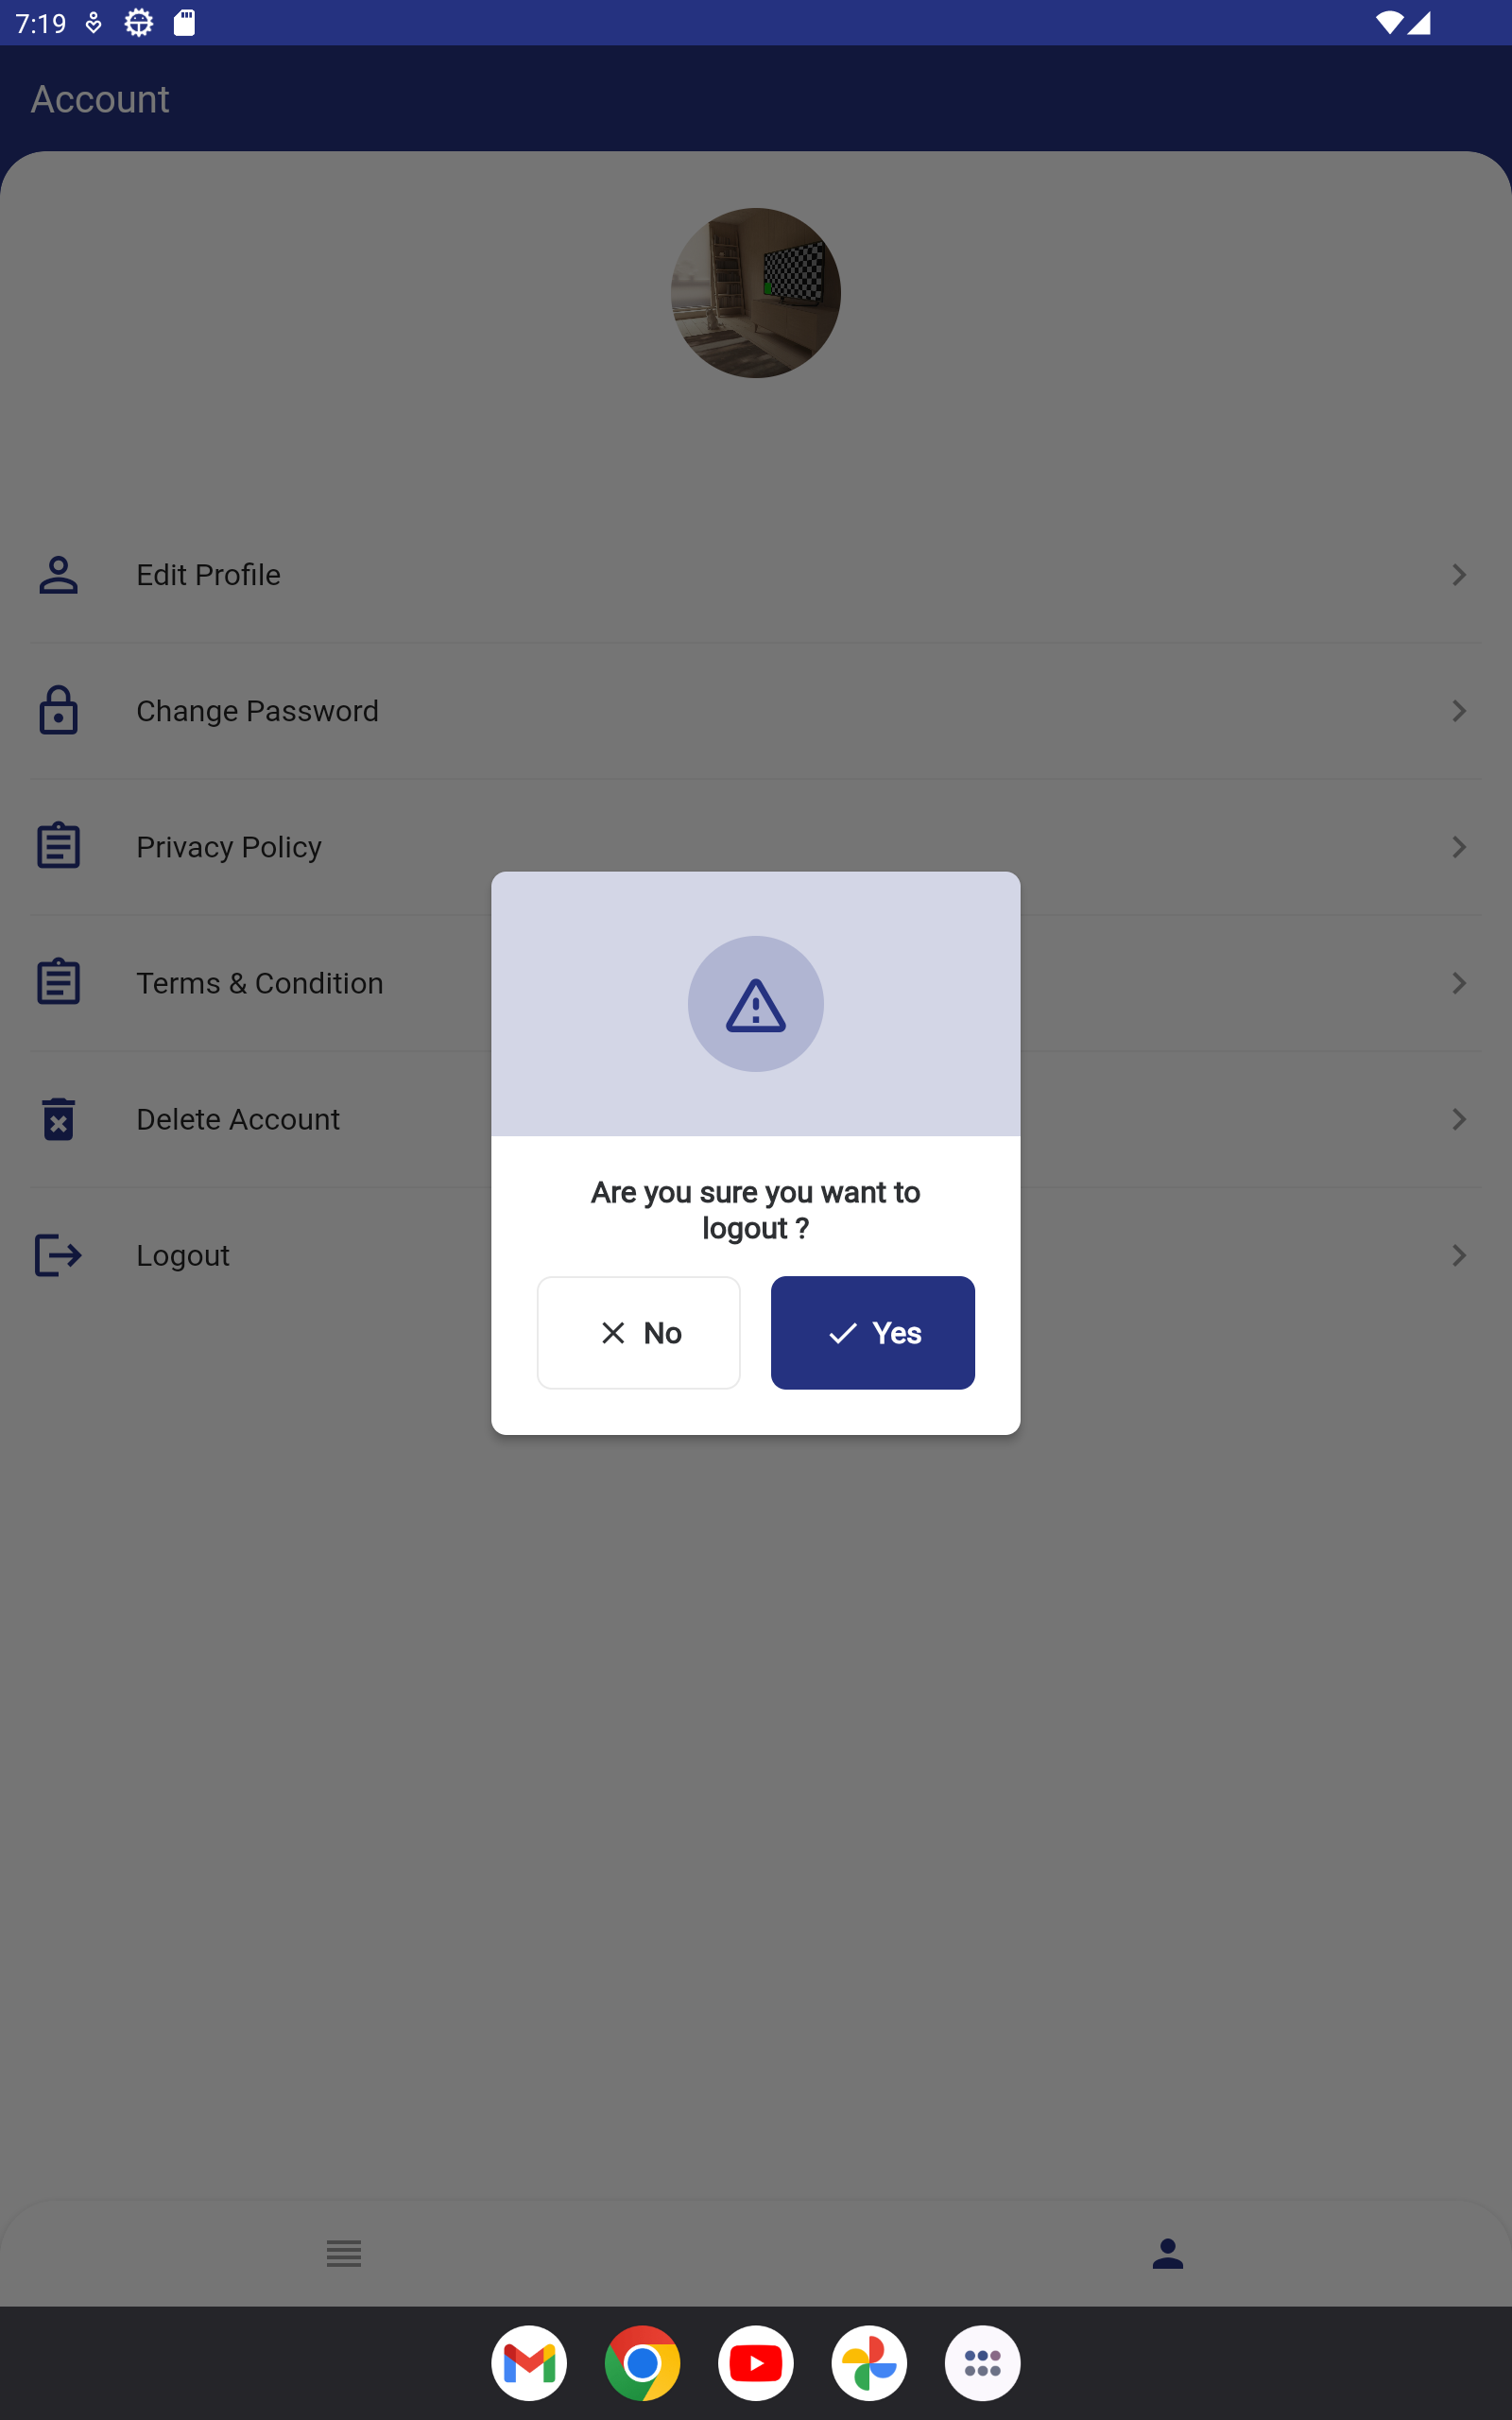 7:19
Account
Edit Profile
Change Password
Privacy Policy
Terms & Condition
Delete Account
Logout
Are you sure you want to
logout ?
No
Yes